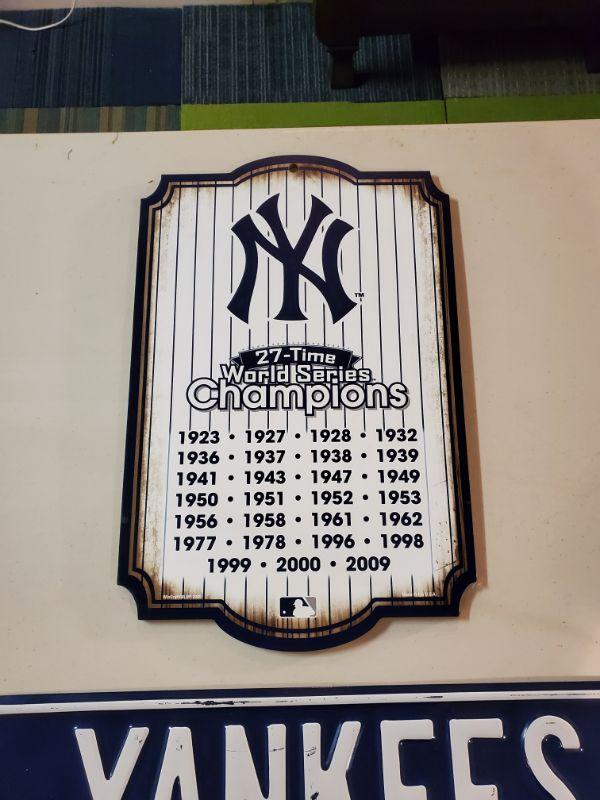 NY
TM
27-Time
World Series
Champions
1923 • 1927 • 1928 • 1932
1936 • 1937 • 1938 • 1939
1941 • 1943 • 1947 • 1949
1950 • 1951 • 1952 • 1953
1956 • 1958 • 1961 • 1962
1977 • 1978 • 1996 • 1998
1999 • 2000 • 2009
YANKEES